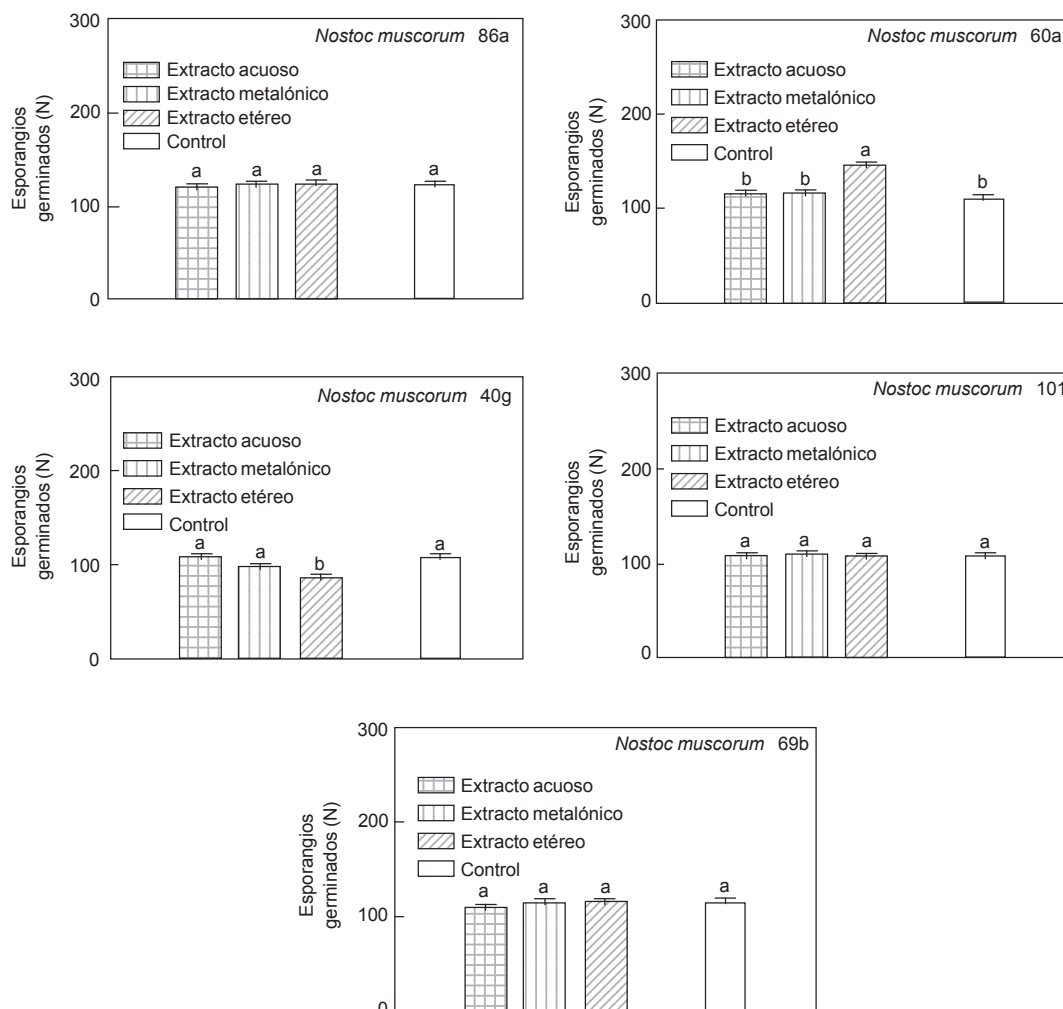 Nostoc muscorum 86a
300
200
100
0
Esporangios
germinados (N)
Extracto acuoso
Extracto metalónico
Extracto etéreo
Control
a a a a
Nostoc muscorum 60a
300
200
100
0
Esporangios
germinados (N)
Extracto acuoso
Extracto metalónico
Extracto etéreo
Control
b b a b
Nostoc muscorum 40g
300
200
100
0
Esporangios
germinados (N)
Extracto acuoso
Extracto metalónico
Extracto etéreo
Control
a a b a
Nostoc muscorum 101
300
200
100
0
Esporangios
germinados (N)
Extracto acuoso
Extracto metalónico
Extracto etéreo
Control
a a a a
Nostoc muscorum 69b
300
200
100
0
Esporangios
germinados (N)
Extracto acuoso
Extracto metalónico
Extracto etéreo
Control
a a a a